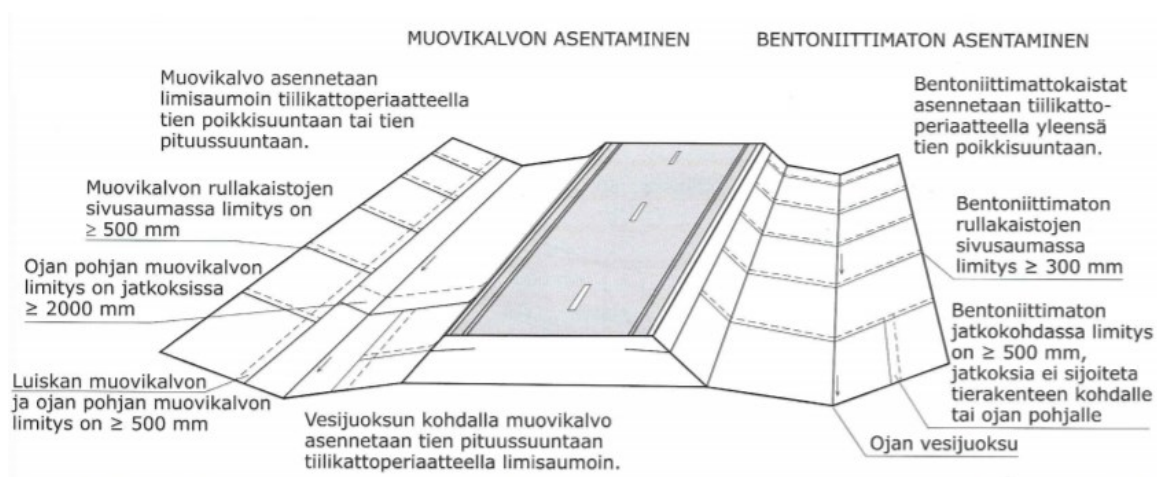 MUOVIKALVON ASENTAMINEN
BENTONIITTIMATON ASENTAMINEN
Muovikalvo asennetaan
limisaumoin tiilikattoperiaatteella
tien poikkisuuntaan tai tien
pituussuuntaan.
Muovikalvon rullakaistojen
sivusaumassa limitys on
≥ 500 mm
Ojan pohjan muovikalvon
limitys on jatkoksissa
≥ 2000 mm
Luiskan muovikalvon
ja ojan pohjan muovikalvon
limitys on ≥ 500 mm
Vesijuoksun kohdalla muovikalvo
asennetaan tien pituussuuntaan
tiilikattoperiaatteella limisaumoin.
Bentoniittimattokaistat
asennetaan tiilikatto-
periaatteella yleensä
tien poikkisuuntaan.
Bentoniittimaton
rullakaistojen
sivusaumassa
limitys ≥ 300 mm
Bentoniittimaton
jatkokohdassa limitys
on ≥ 500 mm,
jatkoksia ei sijoiteta
tierakenteen kohdalle
tai ojan pohjalle
Ojan vesijuoksu